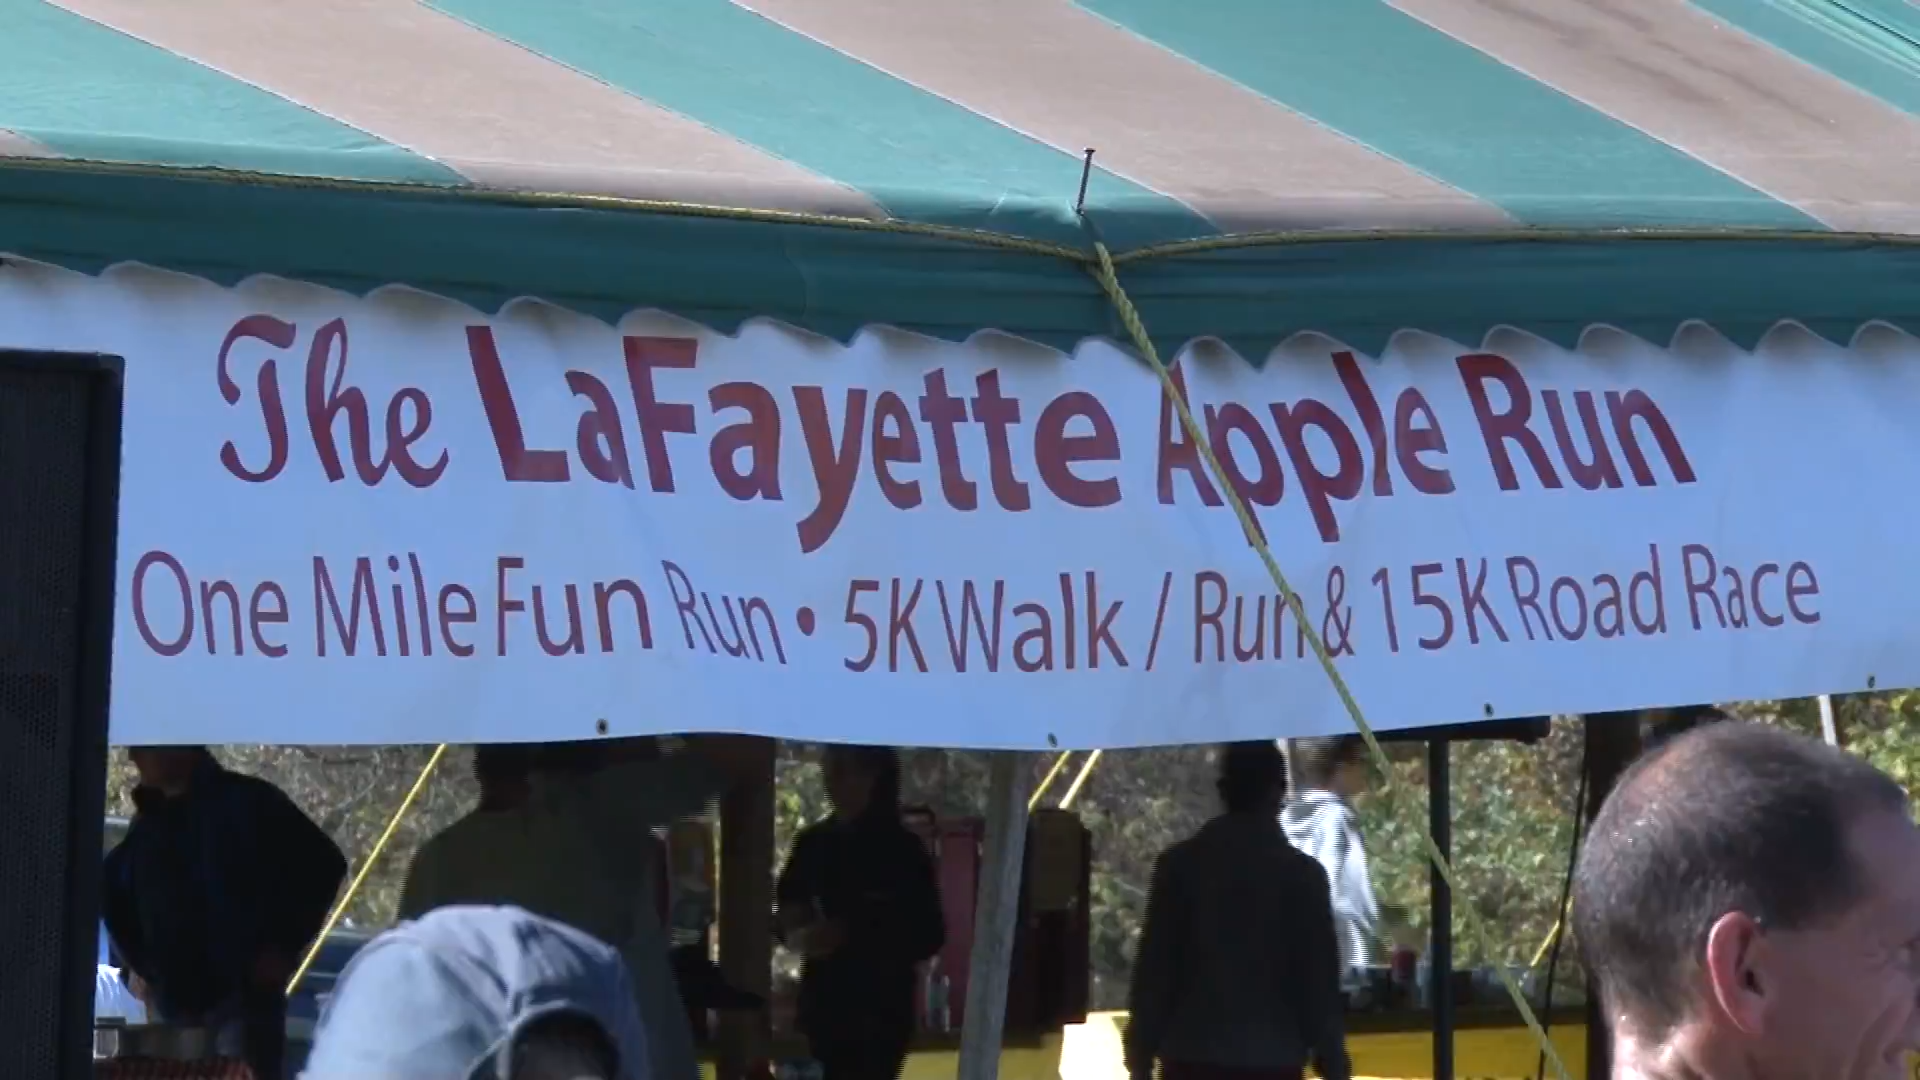 The LaFayette Apple Run
One Mile Fun Run • 5K Walk / Run & 15K Road Race